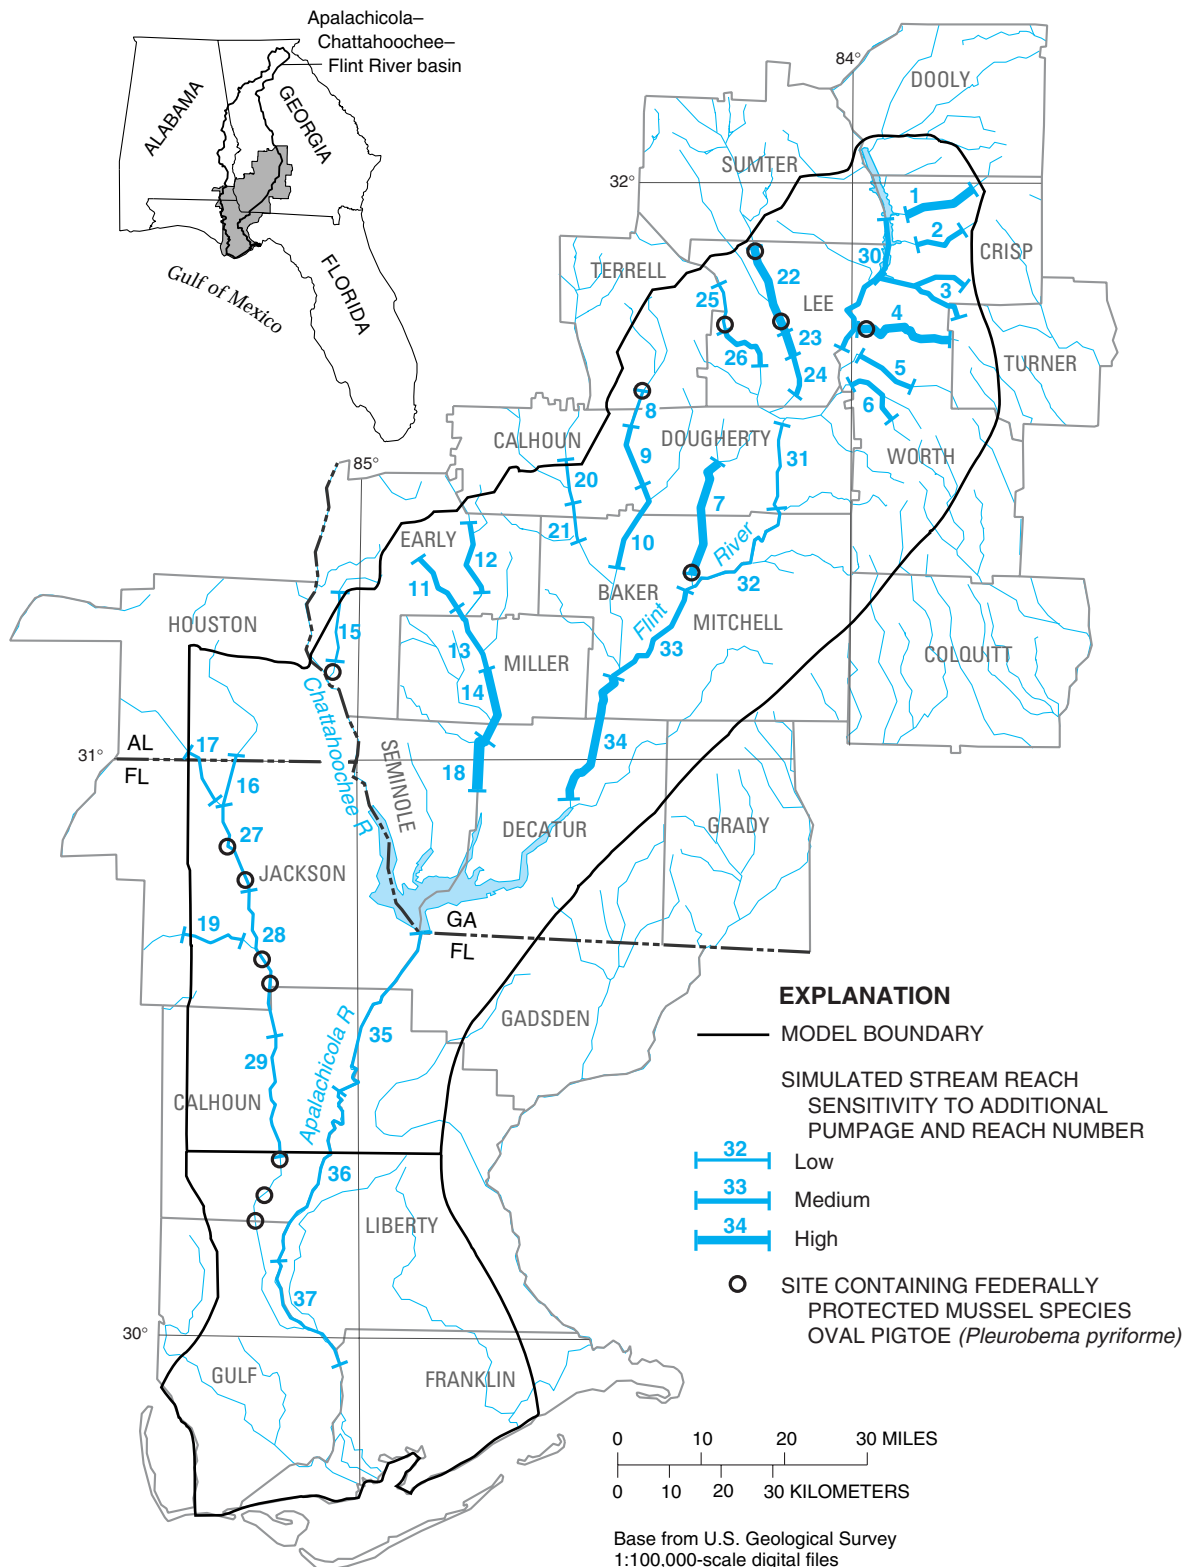 Apalachicola–
Chattahoochee–
Flint River basin
ALABAMA
GEORGIA
FLORIDA
Gulf of Mexico
84°
DOOLY
SUMTER
32°
1
2
CRISP
30
TERRELL
22
LEE
25
3
4
23
26
TURNER
5
24
6
8
CALHOUN
DOUGHERTY
31
WORTH
85°
9
20
7
21
EARLY
10
River
12
11
BAKER
32
HOUSTON
15
Flint
MITCHELL
33
13
MILLER
COLQUITT
14
Chattahoochee R
17
AL
31°
FL
16
SEMINOLE
18
34
DECATUR
GRADY
27
JACKSON
19
28
GA
FL
EXPLANATION
MODEL BOUNDARY
SIMULATED STREAM REACH
SENSITIVITY TO ADDITIONAL
PUMPAGE AND REACH NUMBER
32 Low
33 Medium
34 High
SITE CONTAINING FEDERALLY
PROTECTED MUSSEL SPECIES
OVAL PIGTOE (Pleurobema pyriforme)
GADSDEN
35
Apalachicola R
29
CALHOUN
36
LIBERTY
37
30°
GULF
FRANKLIN
0 10 20 30 MILES
0 10 20 30 KILOMETERS
Base from U.S. Geological Survey
1:100,000-scale digital files